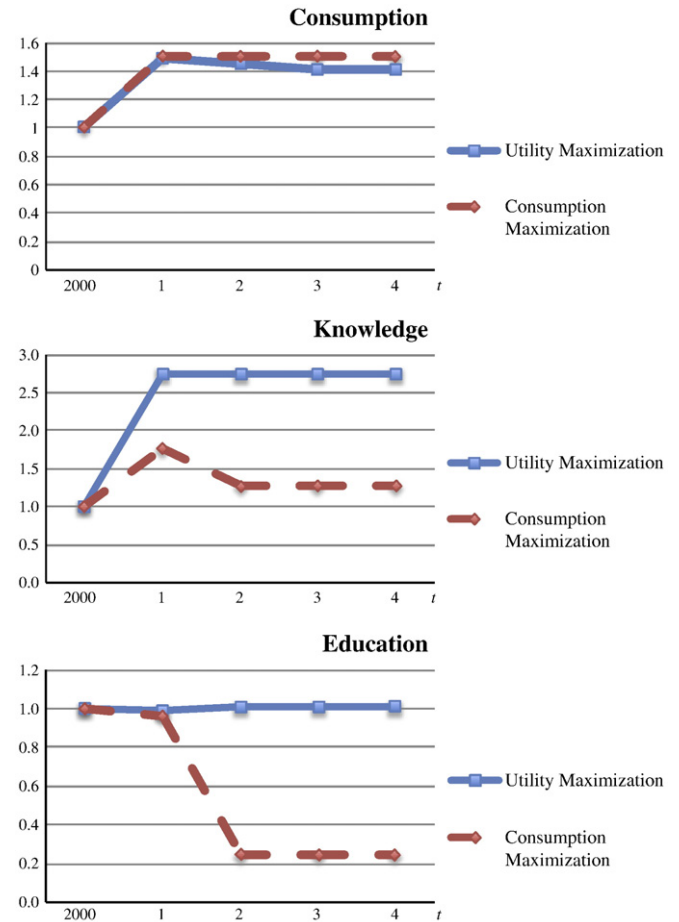 Consumption
1.6
1.4
1.2
1
0.8
0.6
0.4
0.2
0
2000 1 2 3 4 t
Utility Maximization
Consumption
Maximization
Knowledge
3.0
2.5
2.0
1.5
1.0
0.5
0.0
2000 1 2 3 4 t
Utility Maximization
Consumption
Maximization
Education
1.2
1.0
0.8
0.6
0.4
0.2
0.0
2000 1 2 3 4 t
Utility Maximization
Consumption
Maximization